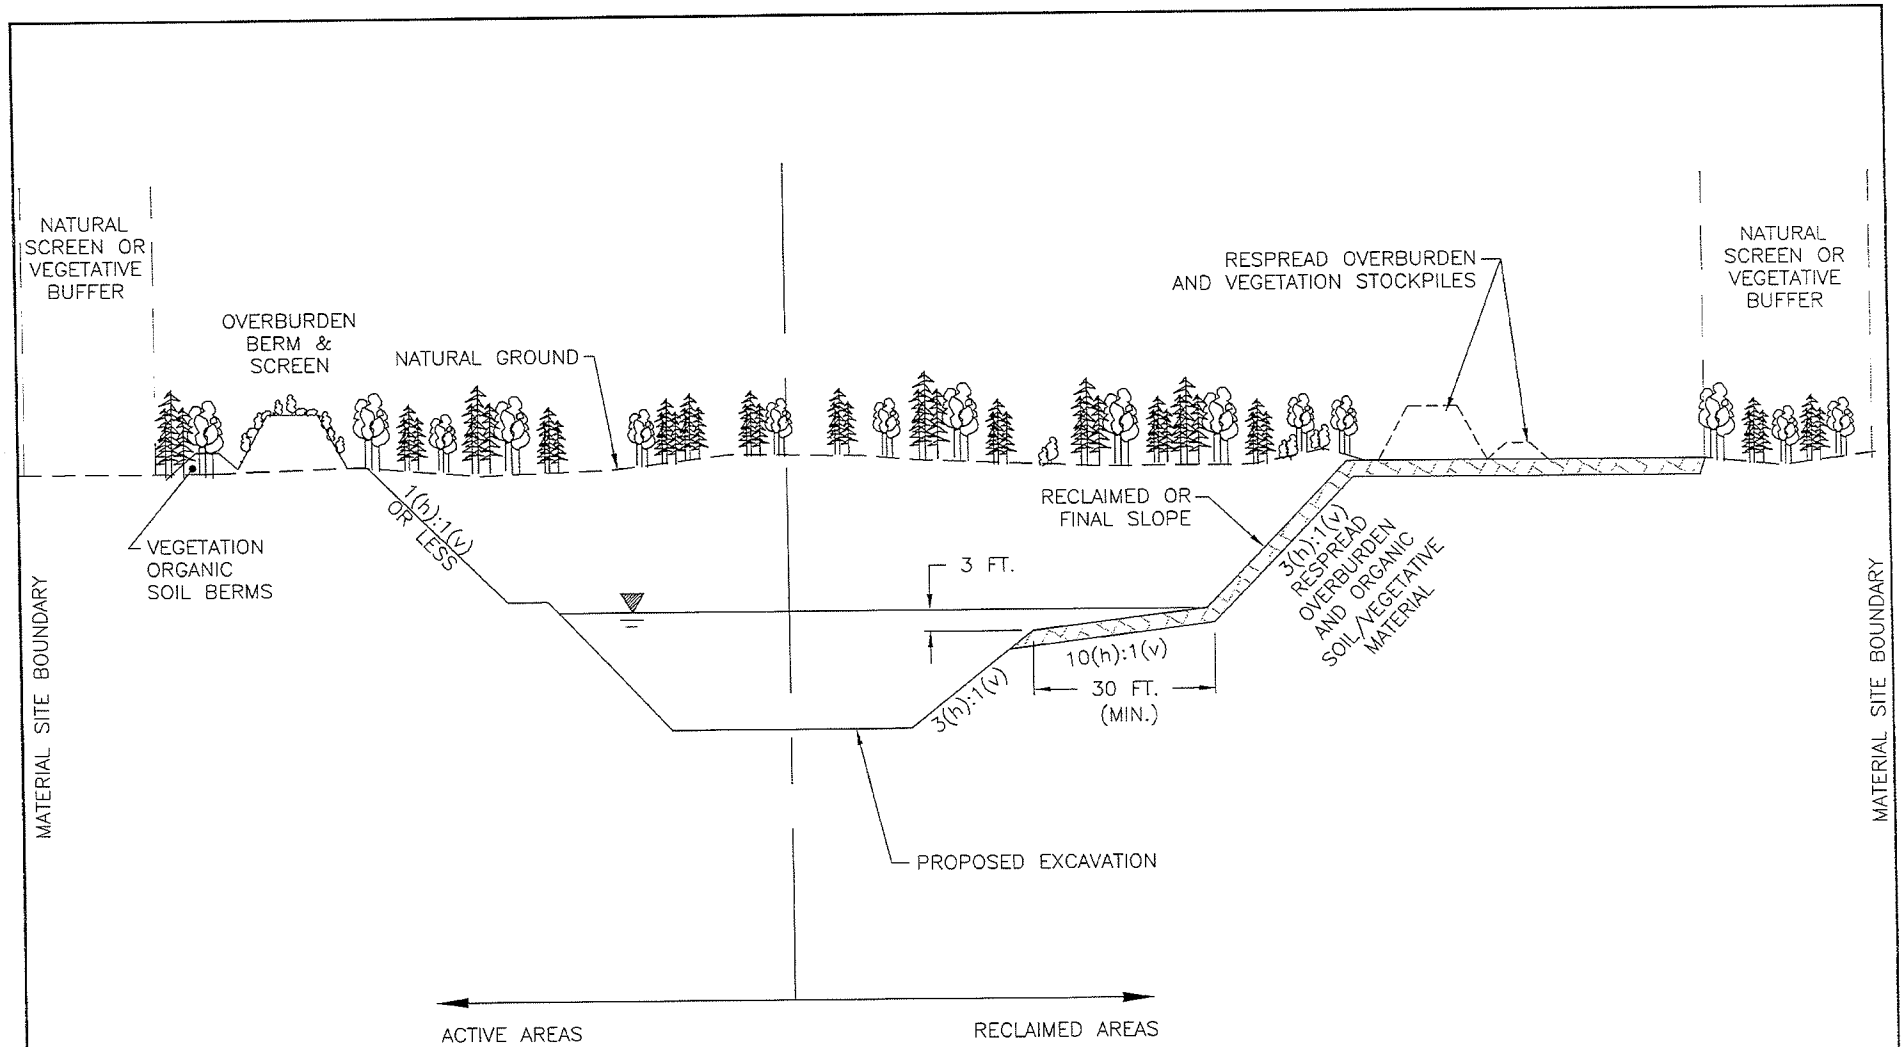 NATURAL
SCREEN OR
VEGETATIVE
BUFFER
OVERBURDEN
BERM &
SCREEN
NATURAL GROUND
RESPREAD OVERBURDEN
AND VEGETATION STOCKPILES
NATURAL
SCREEN OR
VEGETATIVE
BUFFER
1(h):1(v)
OR LESS
VEGETATION
ORGANIC
SOIL BERMS
RECLAIMED OR
FINAL SLOPE
3(h):1(v)
RESPREAD
OVERBURDEN
AND ORGANIC
SOIL/VEGETATIVE
MATERIAL
3 FT.
10(h):1(v)
3(h):1(v)
30 FT.
(MIN.)
MATERIAL SITE BOUNDARY
MATERIAL SITE BOUNDARY
PROPOSED EXCAVATION
ACTIVE AREAS
RECLAIMED AREAS